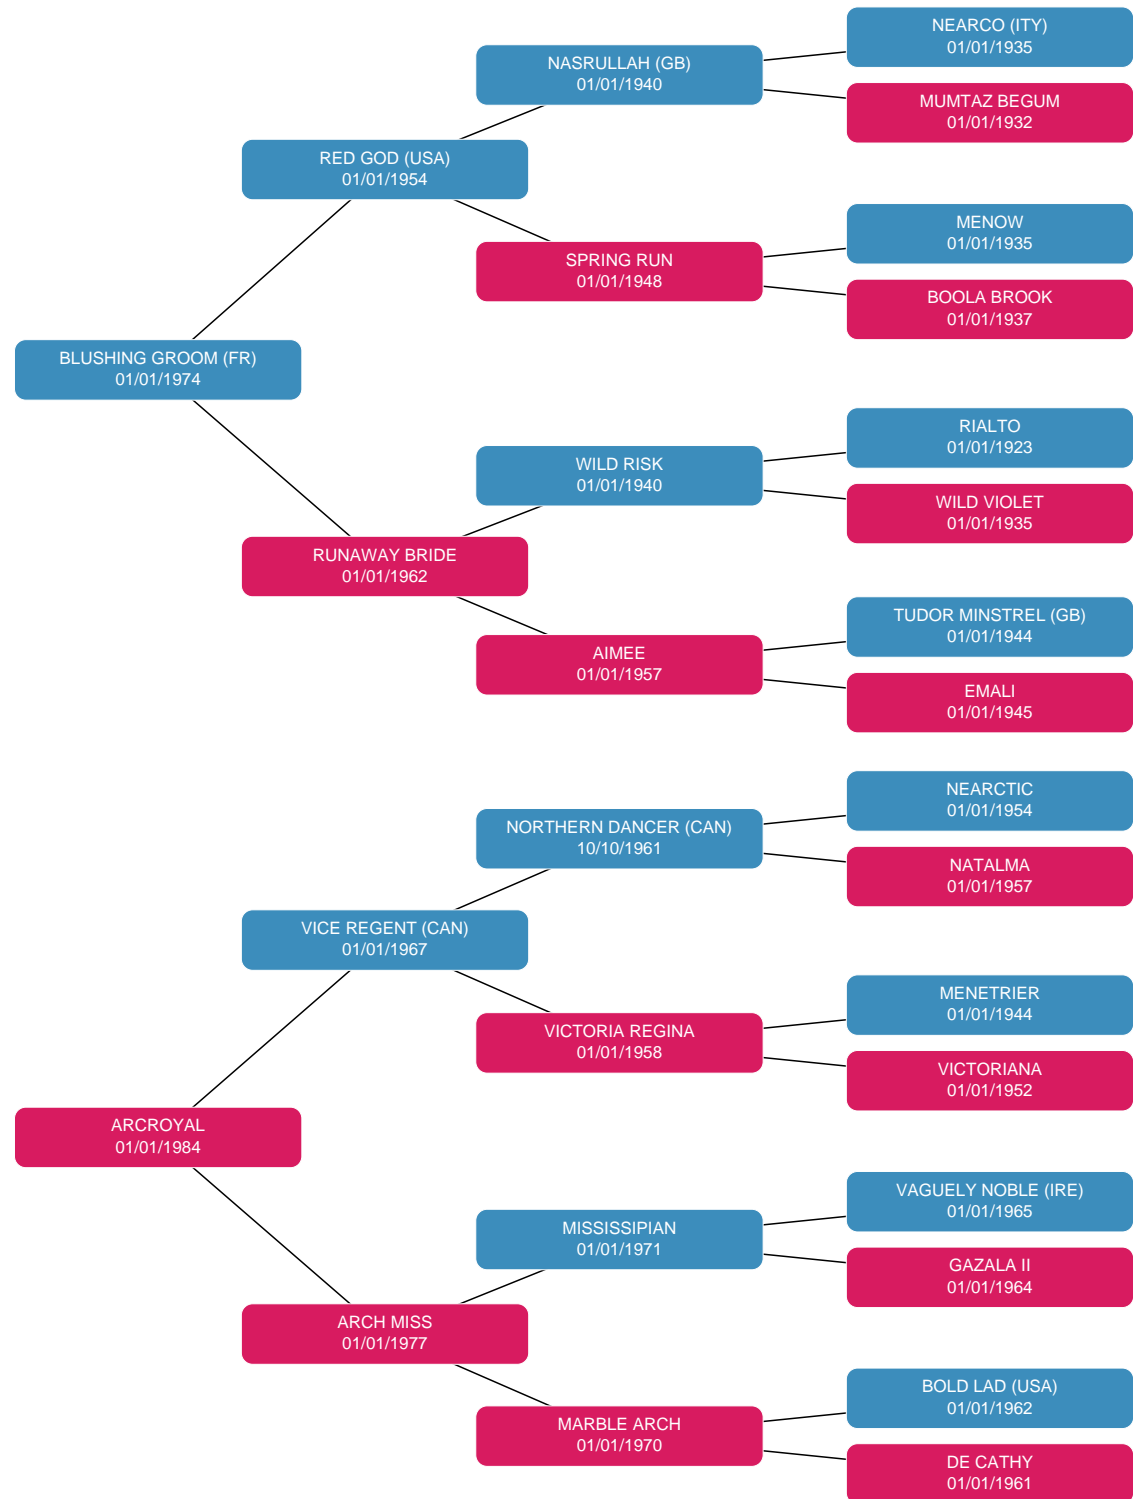 NEARCO (ITY)
01/01/1935
NASRULLAH (GB)
01/01/1940
MUMTAZ BEGUM
01/01/1932
RED GOD (USA)
01/01/1954
MENOW
01/01/1935
SPRING RUN
01/01/1948
BOOLA BROOK
01/01/1937
BLUSHING GROOM (FR)
01/01/1974
RIALTO
01/01/1923
WILD RISK
01/01/1940
WILD VIOLET
01/01/1935
RUNAWAY BRIDE
01/01/1962
TUDOR MINSTREL (GB)
01/01/1944
AIMEE
01/01/1957
EMALI
01/01/1945
NEARCTIC
01/01/1954
NORTHERN DANCER (CAN)
10/10/1961
NATALMA
01/01/1957
VICE REGENT (CAN)
01/01/1967
MENETRIER
01/01/1944
VICTORIA REGINA
01/01/1958
VICTORIANA
01/01/1952
ARCROYAL
01/01/1984
VAGUELY NOBLE (IRE)
01/01/1965
MISSISSIPIAN
01/01/1971
GAZALA II
01/01/1964
ARCH MISS
01/01/1977
BOLD LAD (USA)
01/01/1962
MARBLE ARCH
01/01/1970
DE CATHY
01/01/1961